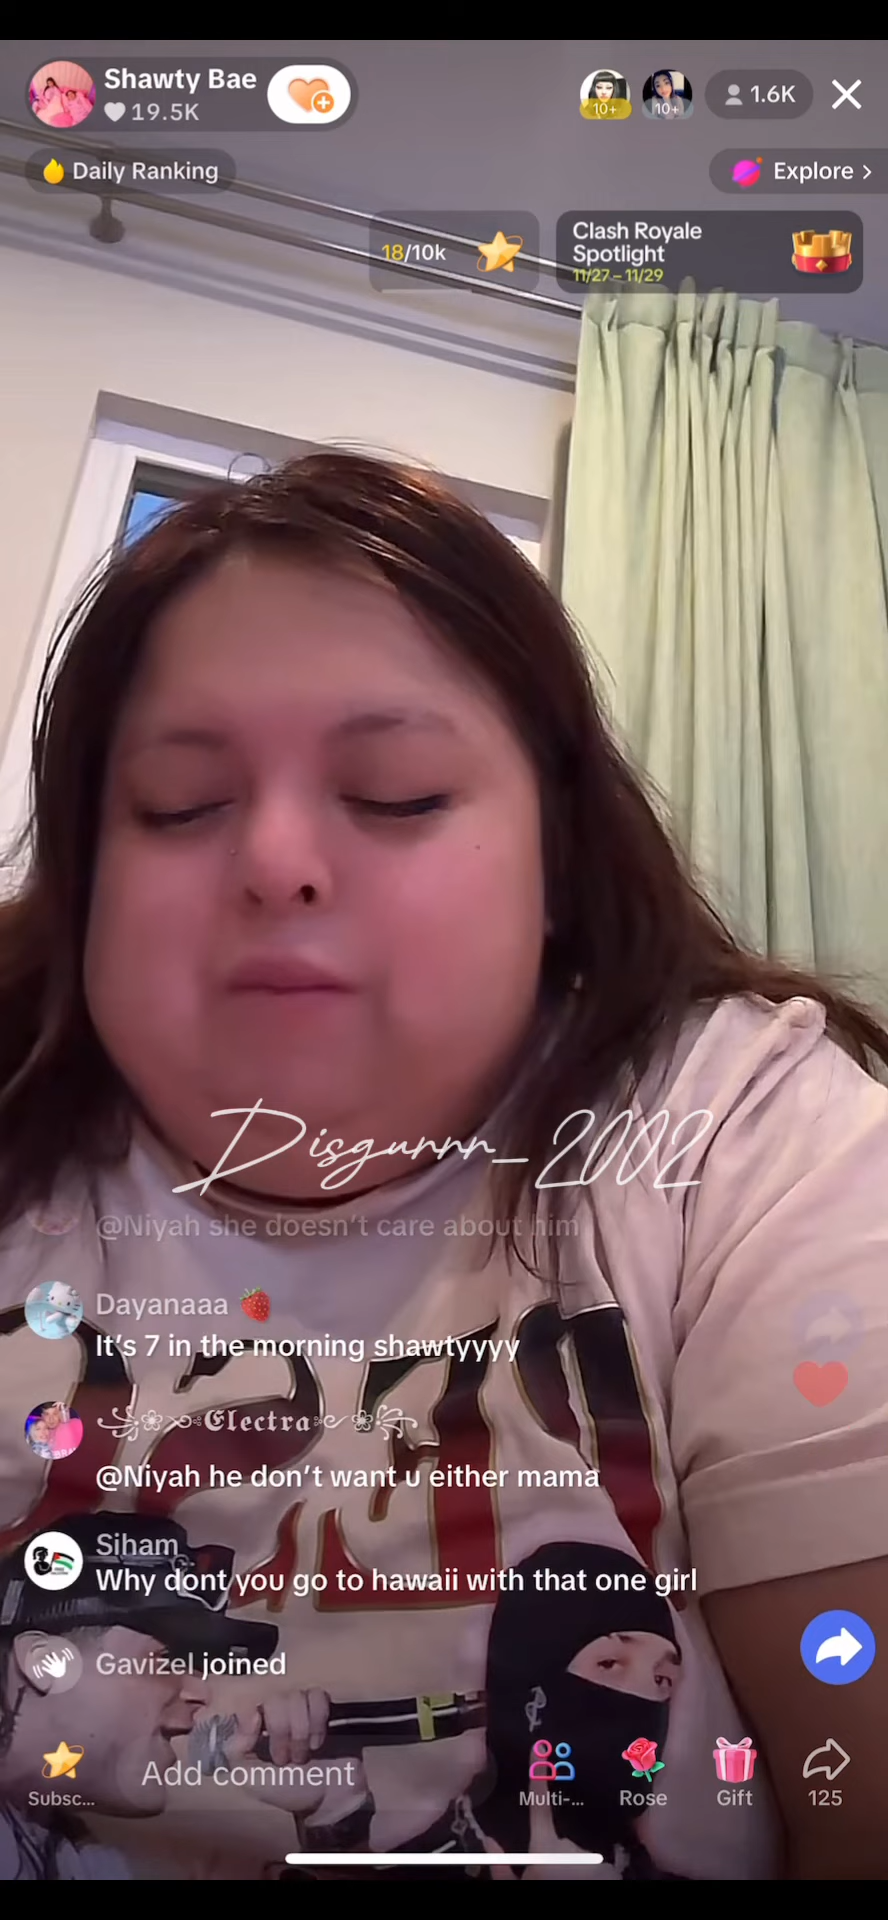 Shawty Bae
19.5K
10+
10+
1.6K
Daily Ranking
Explore >
18/10k
Clash Royale
Spotlight
11/27 – 11/29
Disgurrr_2002
@Niyah she doesn't care about him
Dayanaaa 🍓
It's 7 in the morning shawtyyyy
𝕰𝖑𝖊𝖈𝖙𝖗𝖆
@Niyah he don't want u either mama
Siham
Why dont you go to hawaii with that one girl
Gavizel joined
Add comment
Subsc...
Multi-...
Rose
Gift
125